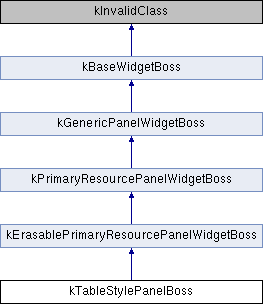 kInvalidClass
kBaseWidgetBoss
kGenericPanelWidgetBoss
kPrimaryResourcePanelWidgetBoss
kErasablePrimaryResourcePanelWidgetBoss
kTableStylePanelBoss